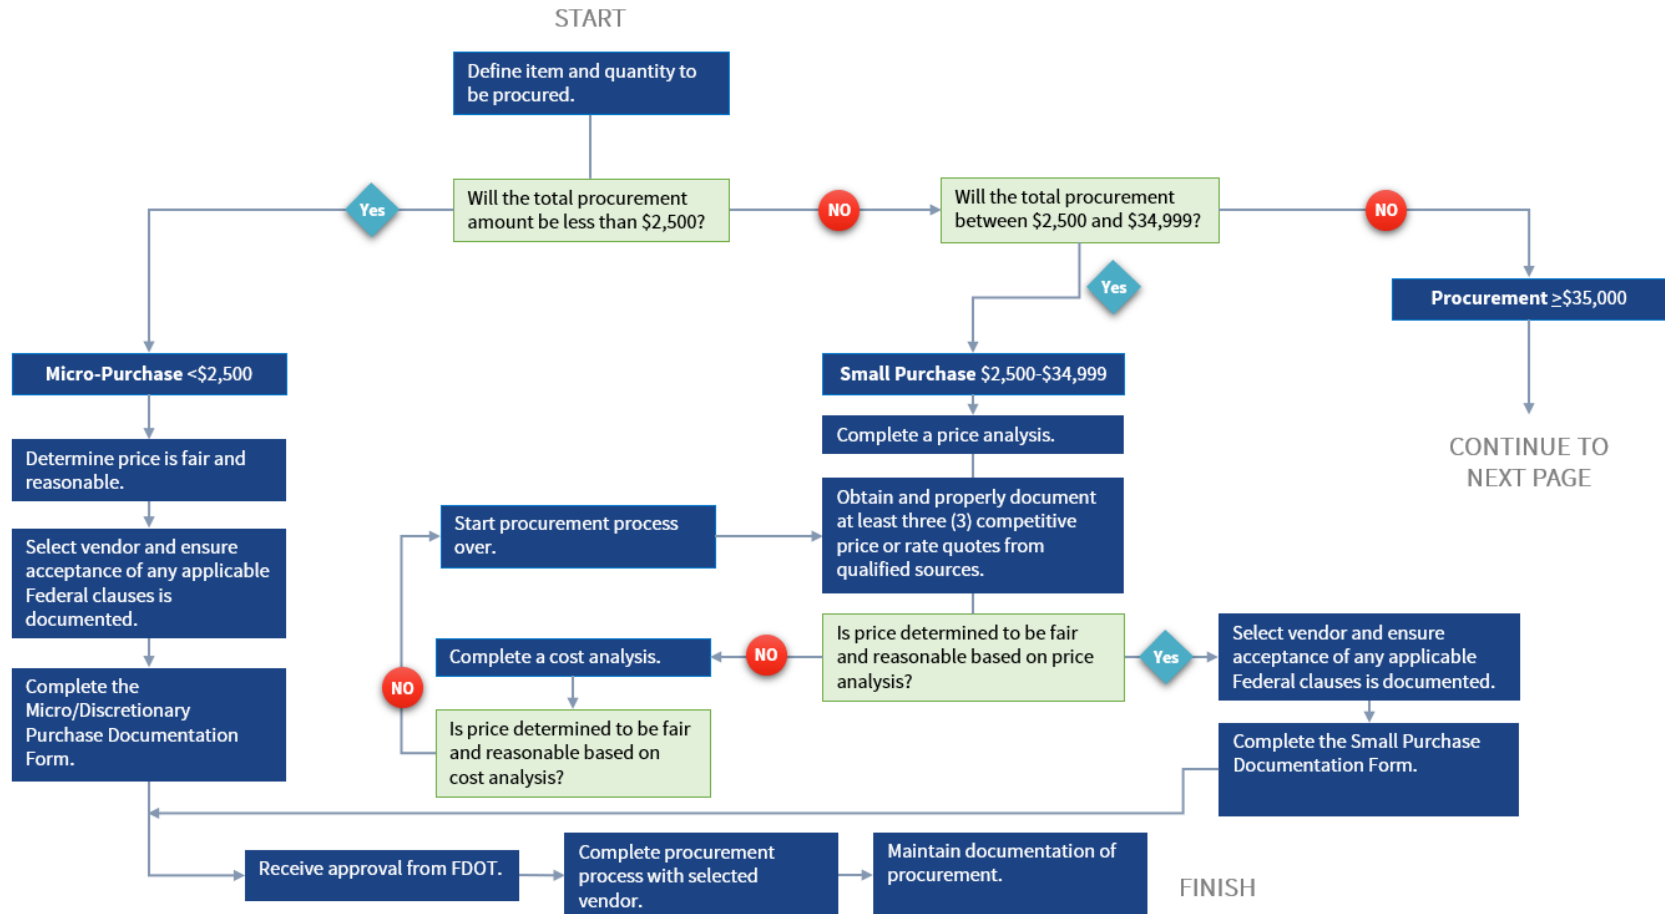 START
Define item and quantity to
be procured.
Yes
Will the total procurement
amount be less than $2,500?
NO
Will the total procurement
between $2,500 and $34,999?
NO
Yes
Procurement ≥$35,000
CONTINUE TO
NEXT PAGE
Micro-Purchase <$2,500
Determine price is fair and
reasonable.
Select vendor and ensure
acceptance of any applicable
Federal clauses is
documented.
Complete the
Micro/Discretionary
Purchase Documentation
Form.
Small Purchase $2,500-$34,999
Complete a price analysis.
Obtain and properly document
at least three (3) competitive
price or rate quotes from
qualified sources.
Start procurement process
over.
Is price determined to be fair
and reasonable based on price
analysis?
NO
Complete a cost analysis.
NO
Is price determined to be fair
and reasonable based on
cost analysis?
Yes
Select vendor and ensure
acceptance of any applicable
Federal clauses is documented.
Complete the Small Purchase
Documentation Form.
Receive approval from FDOT.
Complete procurement
process with selected
vendor.
Maintain documentation of
procurement.
FINISH